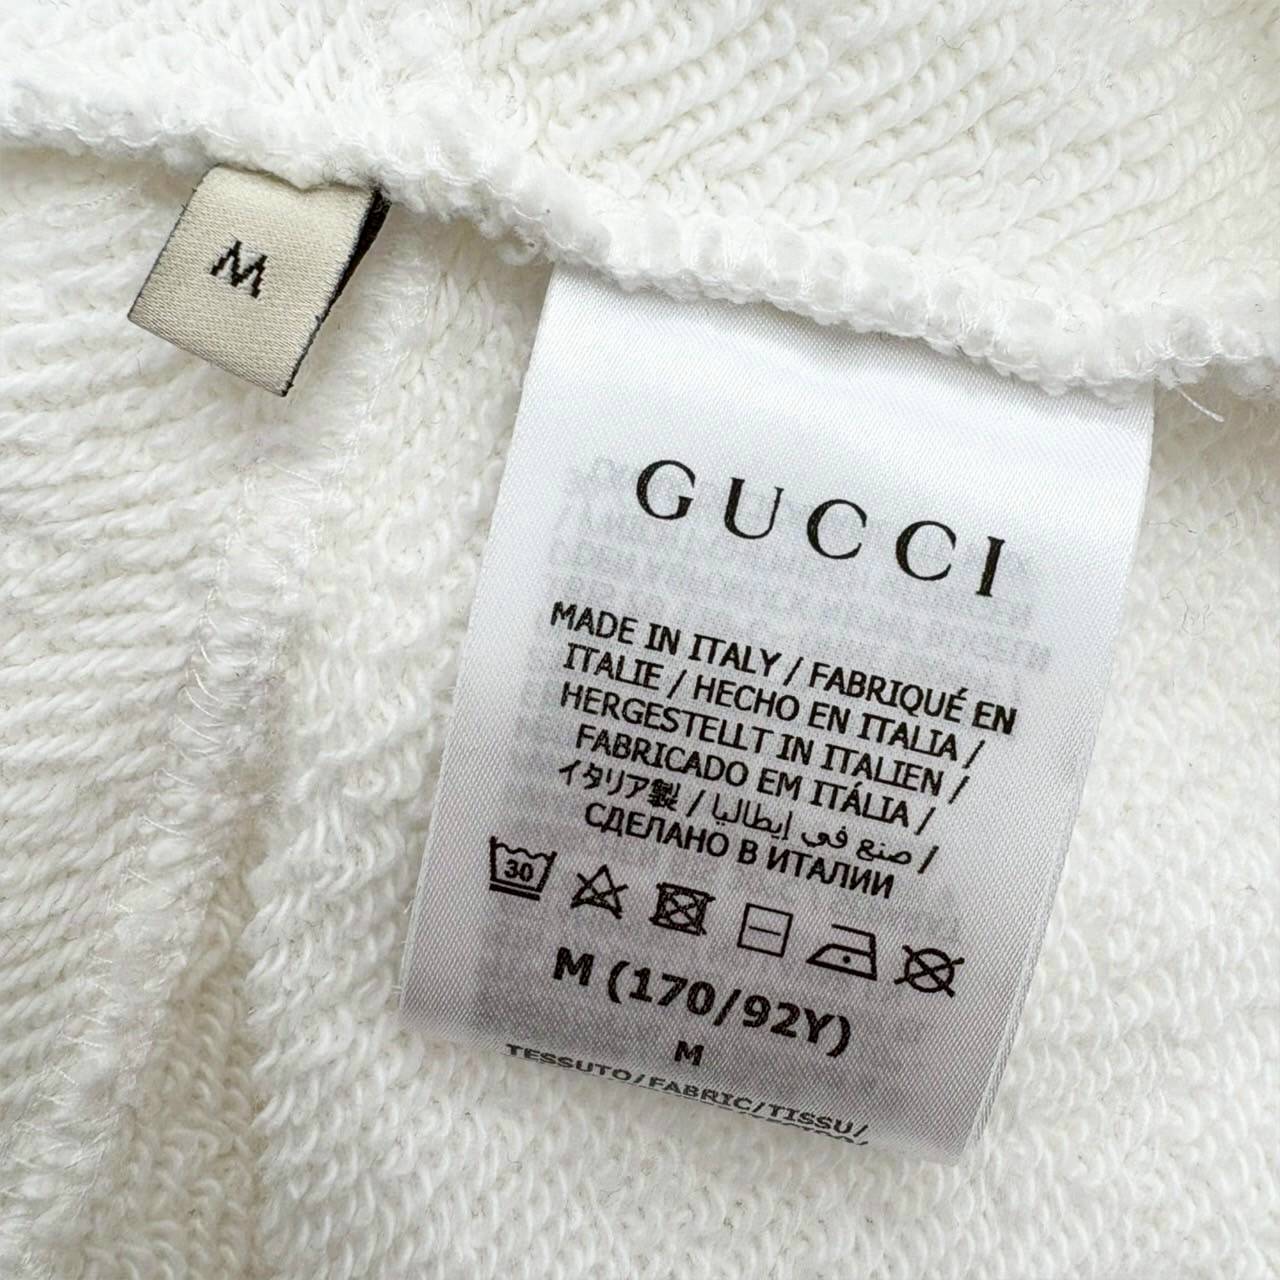 M
GUCCI
MADE IN ITALY / FABRIQUÉ EN
ITALIE / HECHO EN ITALIA /
HERGESTELLT IN ITALIEN /
FABRICADO EM ITÁLIA /
イタリア製 / صنع في إيطاليا /
СДЕЛАНО В ИТАЛИИ
30
M (170/92Y)
M
TESSUTO/FABRIC/TISSU/